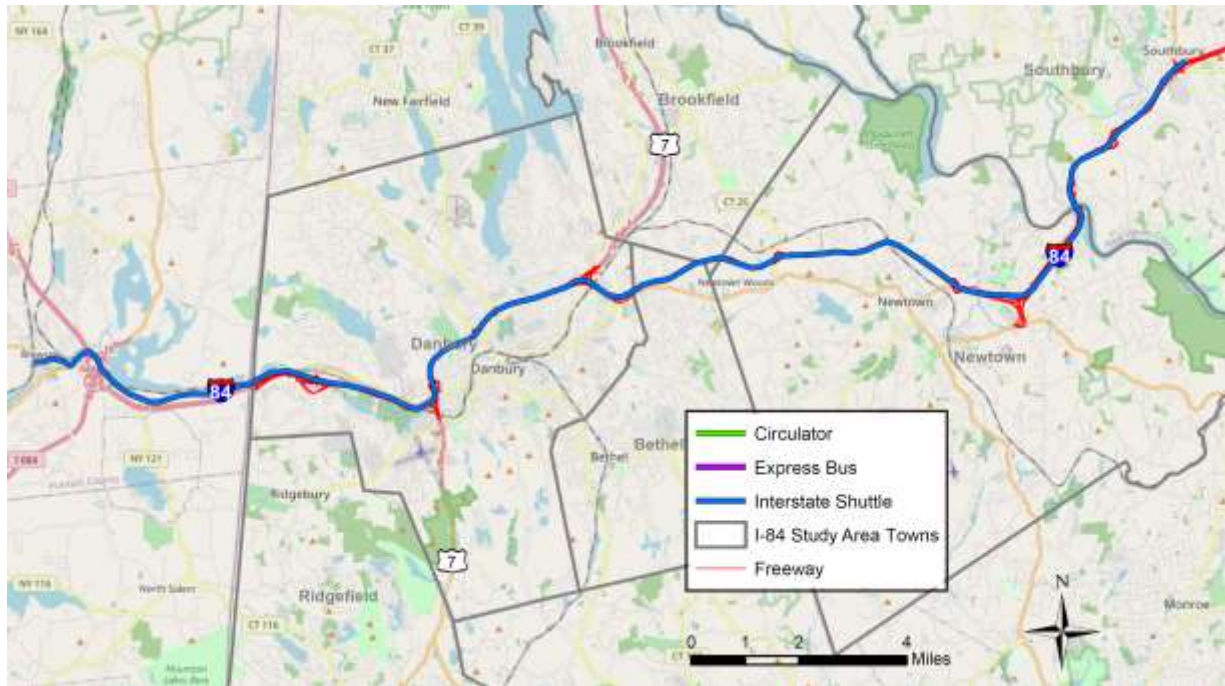 NY 164
CT 37
CT 39
Brookfield
Southbury
Southbury
New Fairfield
Brookfield
7
CT 25
84
Newtown Woods
Newtown
Danbury
Danbury
Newtown
84
I 684
NY 121
Putnam County
Bethel
Bethel
Ridgebury
7
NY 116
North Salem
Ridgefield
CT 116
Monroe
Circulator
Express Bus
Interstate Shuttle
I-84 Study Area Towns
Freeway
N
0 1 2 4
Miles